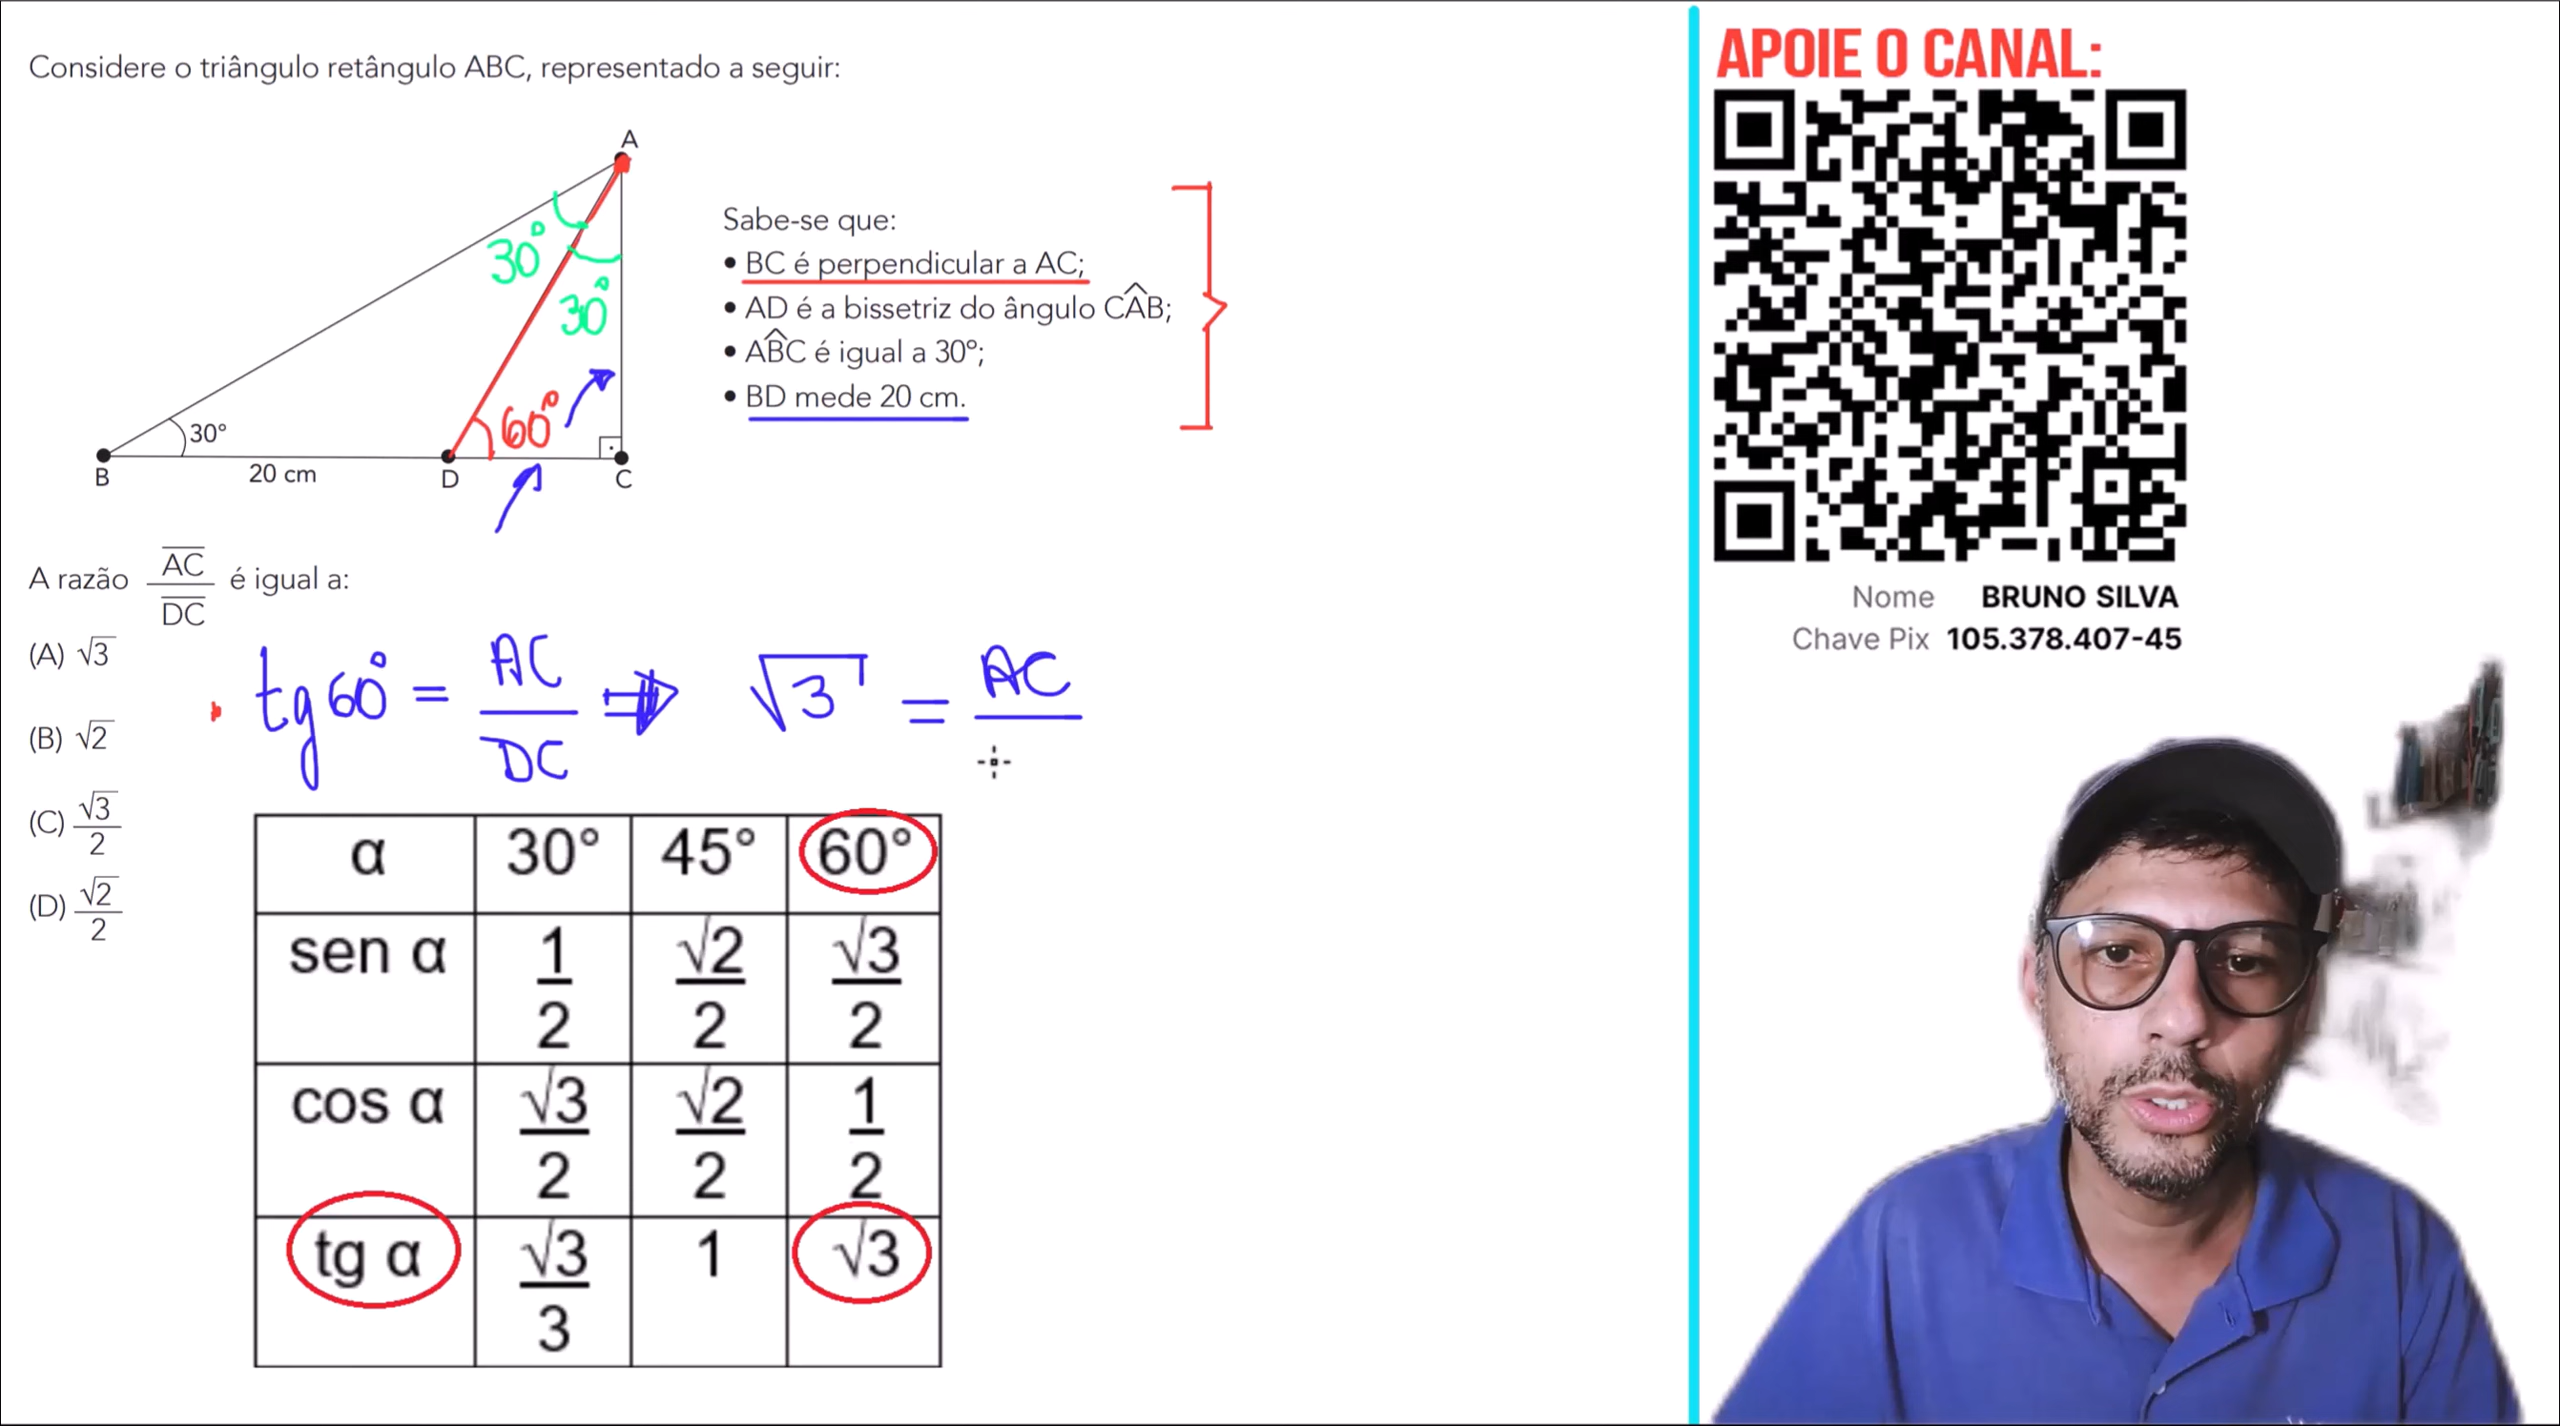 Considere o triângulo retângulo ABC, representado a seguir:
A
30°
30°
60°
30°
B
20 cm
D
C
Sabe-se que:
• BC é perpendicular a AC;
• AD é a bissetriz do ângulo CÂB;
• AB̂C é igual a 30º;
• BD mede 20 cm.
A razão AC/DC é igual a:
(A) √3
(B) √2
(C) √3/2
(D) √2/2
tg 60° = AC/DC ⇒ √3 = AC
α 30° 45° 60°
sen α 1/2 √2/2 √3/2
cos α √3/2 √2/2 1/2
tg α √3/3 1 √3
APOIE O CANAL:
Nome BRUNO SILVA
Chave Pix 105.378.407-45